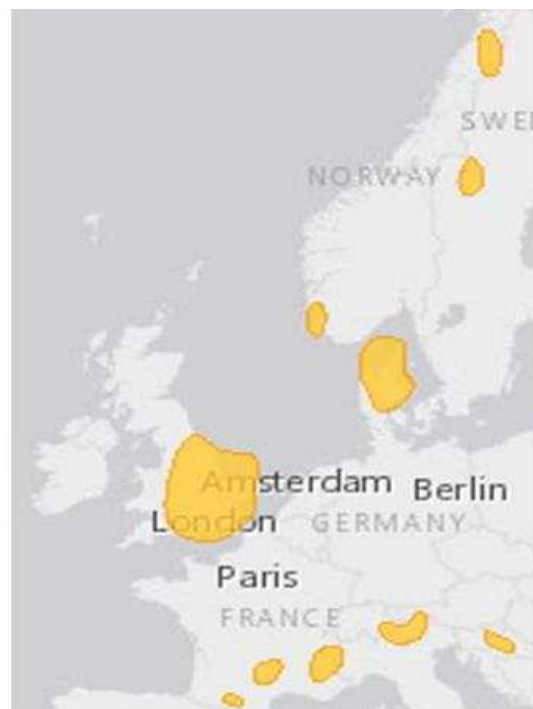 SWE
NORWAY
Amsterdam
Berlin
London
GERMANY
Paris
FRANCE